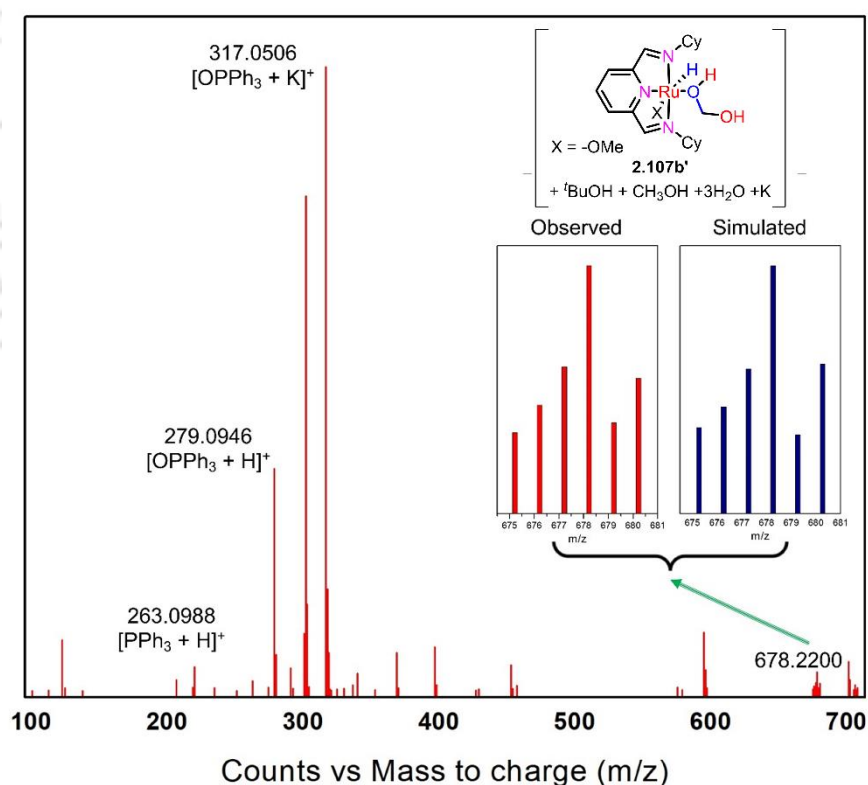 317.0506
[OPPh₃ + K]⁺
279.0946
[OPPh₃ + H]⁺
263.0988
[PPh₃ + H]⁺
N Cy
H H
N Ru O
X OH
N
Cy
X = -OMe
2.107b'
+ ᵗBuOH + CH₃OH +3H₂O +K
Observed Simulated
675 676 677 678 679 680 681
m/z
675 676 677 678 679 680 681
m/z
678.2200
100 200 300 400 500 600 700
Counts vs Mass to charge (m/z)